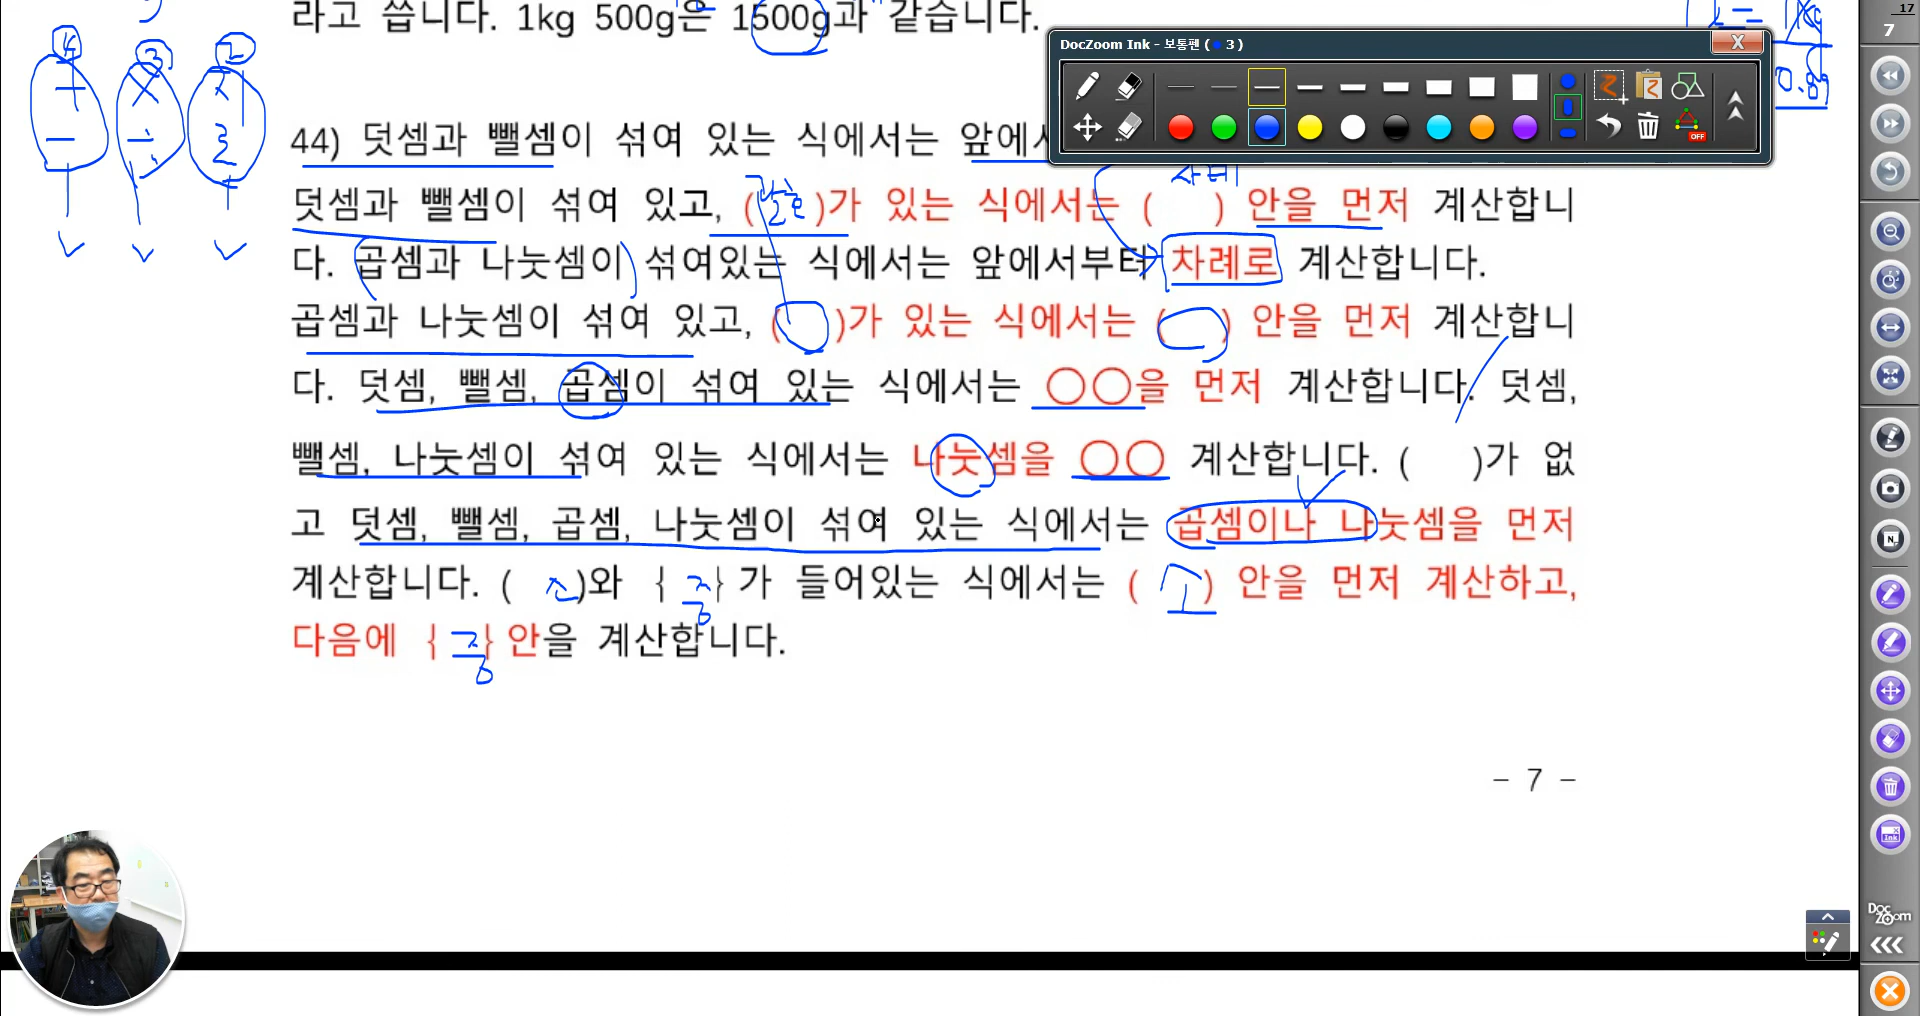 라고 씁니다. 1kg 500g은 1500g과 같습니다.
17
7
DocZoom Ink - 보통펜 ( 3 )
X
OFF
1kg
4 3 2
44) 덧셈과 뺄셈이 섞여 있는 식에서는 앞에서
덧셈과 뺄셈이 섞여 있고, (괄호)가 있는 식에서는 ( ) 안을 먼저 계산합니
다. 곱셈과 나눗셈이 섞여있는 식에서는 앞에서부터 차례로 계산합니다.
곱셈과 나눗셈이 섞여 있고, ( )가 있는 식에서는 ( ) 안을 먼저 계산합니
다. 덧셈, 뺄셈, 곱셈이 섞여 있는 식에서는 ○○을 먼저 계산합니다. 덧셈,
뺄셈, 나눗셈이 섞여 있는 식에서는 나눗셈을 ○○ 계산합니다. ( )가 없
고 덧셈, 뺄셈, 곱셈, 나눗셈이 섞여 있는 식에서는 곱셈이나 나눗셈을 먼저
계산합니다. ( 소)와 { 중} 가 들어있는 식에서는 ( ) 안을 먼저 계산하고,
다음에 { 중} 안을 계산합니다.
- 7 -
N
Ink
Doc Zoom